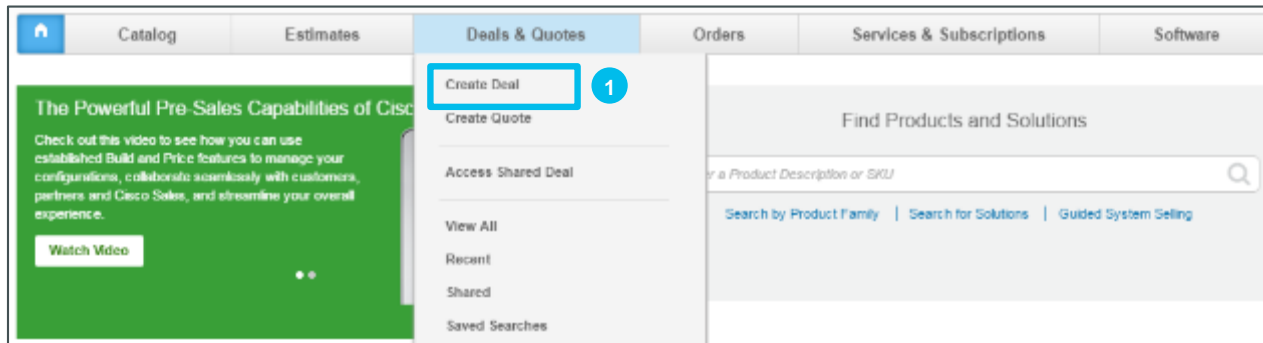 Catalog Estimates Deals & Quotes Orders Services & Subscriptions Software
Create Deal 1
Create Quote
Access Shared Deal
View All
Recent
Shared
Saved Searches
The Powerful Pre-Sales Capabilities of Cisc
Check out this video to see how you can use
established Build and Price features to manage your
configurations, collaborate seamlessly with customers,
partners and Cisco Sales, and streamline your overall
experience.
Watch Video
Find Products and Solutions
r a Product Description or SKU
Search by Product Family | Search for Solutions | Guided System Selling